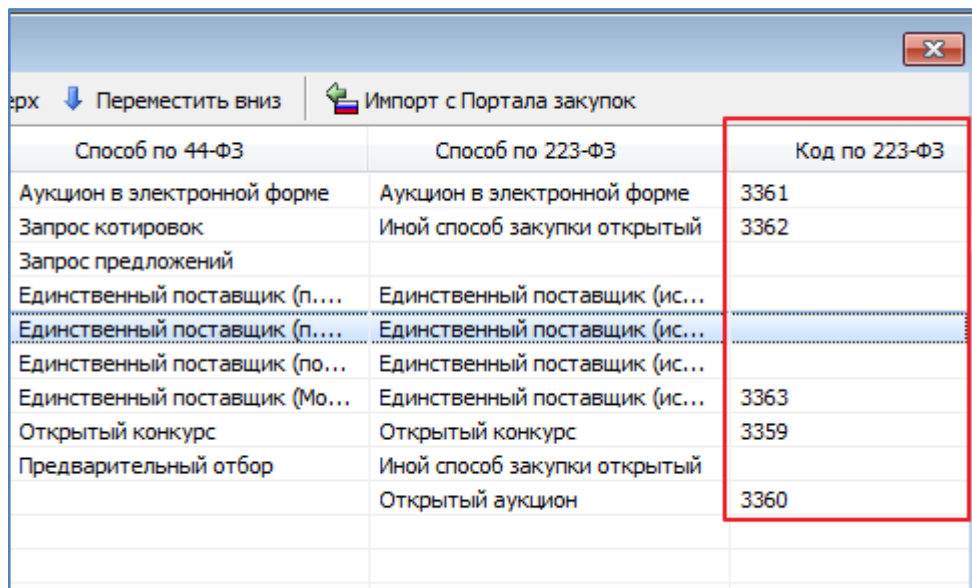 ерх Переместить вниз Импорт с Портала закупок
Способ по 44-ФЗ Способ по 223-ФЗ Код по 223-ФЗ
Аукцион в электронной форме Аукцион в электронной форме 3361
Запрос котировок Иной способ закупки открытый 3362
Запрос предложений
Единственный поставщик (п.... Единственный поставщик (ис...
Единственный поставщик (п.... Единственный поставщик (ис...
Единственный поставщик (по... Единственный поставщик (ис...
Единственный поставщик (Мо... Единственный поставщик (ис... 3363
Открытый конкурс Открытый конкурс 3359
Предварительный отбор Иной способ закупки открытый
Открытый аукцион 3360